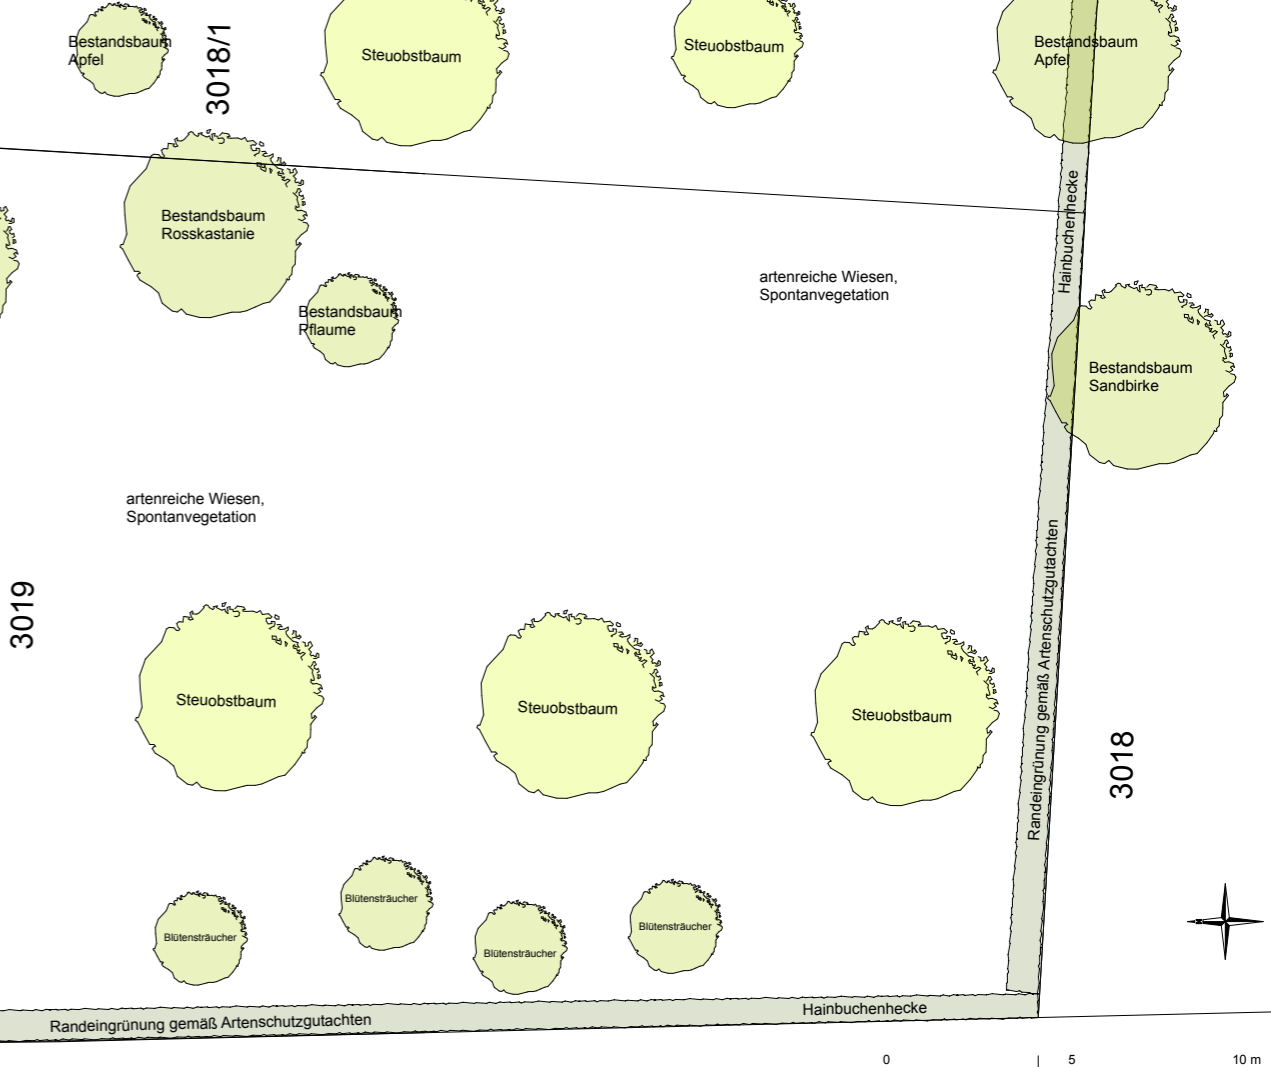 Bestandsbaum
Apfel
3018/1
Steuobstbaum
Steuobstbaum
Bestandsbaum
Apfel
Bestandsbaum
Rosskastanie
Bestandsbaum
Pflaume
artenreiche Wiesen,
Spontanvegetation
Hainbuchenhecke
Bestandsbaum
Sandbirke
artenreiche Wiesen,
Spontanvegetation
3019
Steuobstbaum
Steuobstbaum
Steuobstbaum
Randeingrünung gemäß Artenschutzgutachten
3018
Blütensträucher
Blütensträucher
Blütensträucher
Blütensträucher
Randeingrünung gemäß Artenschutzgutachten
Hainbuchenhecke
0 | 5 10 m